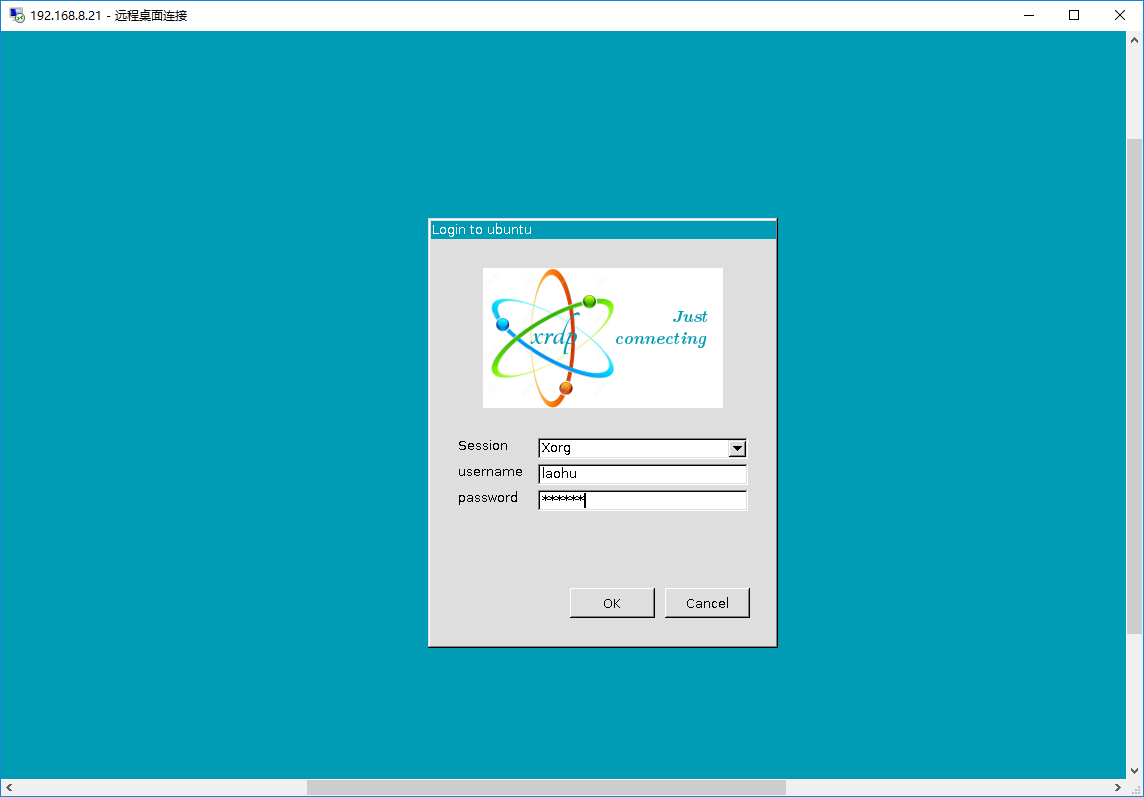 192.168.8.21 - 远程桌面连接
Login to ubuntu
xrdp
Just
connecting
Session Xorg
username laohu
password ******
OK Cancel